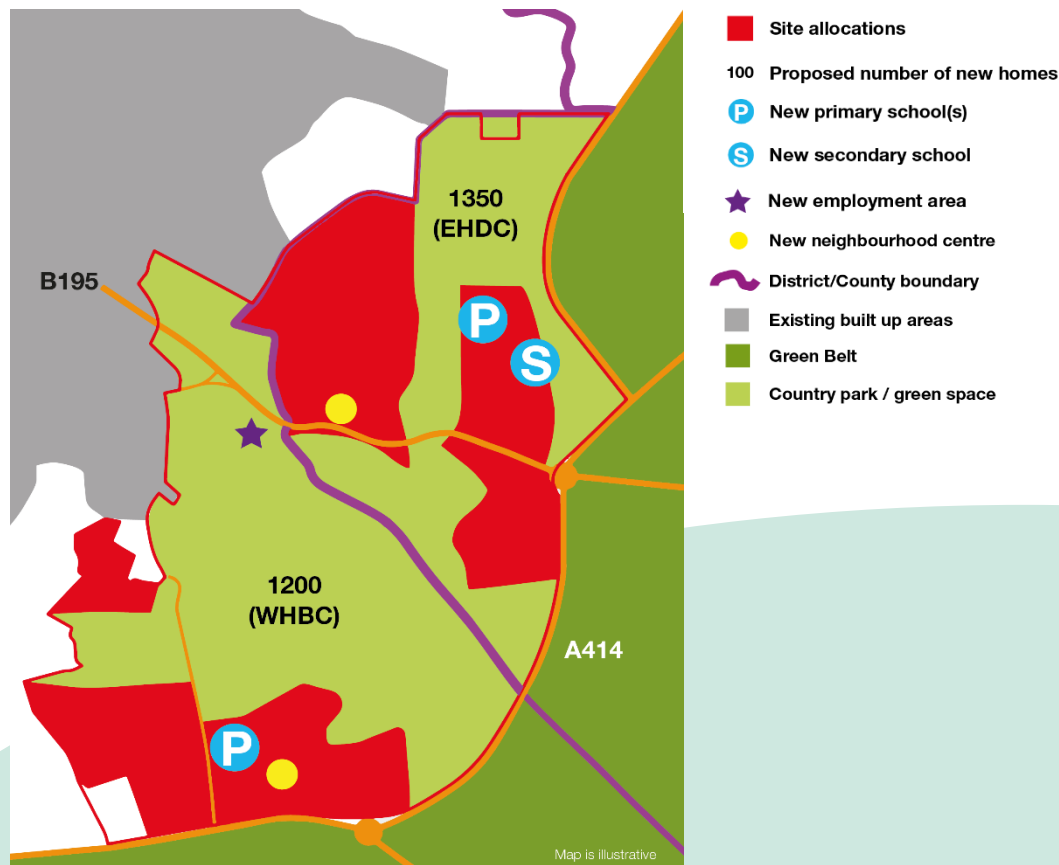 1350
(EHDC)
B195
P
S
1200
(WHBC)
A414
P
Map is illustrative
Site allocations
100 Proposed number of new homes
P New primary school(s)
S New secondary school
New employment area
New neighbourhood centre
District/County boundary
Existing built up areas
Green Belt
Country park / green space